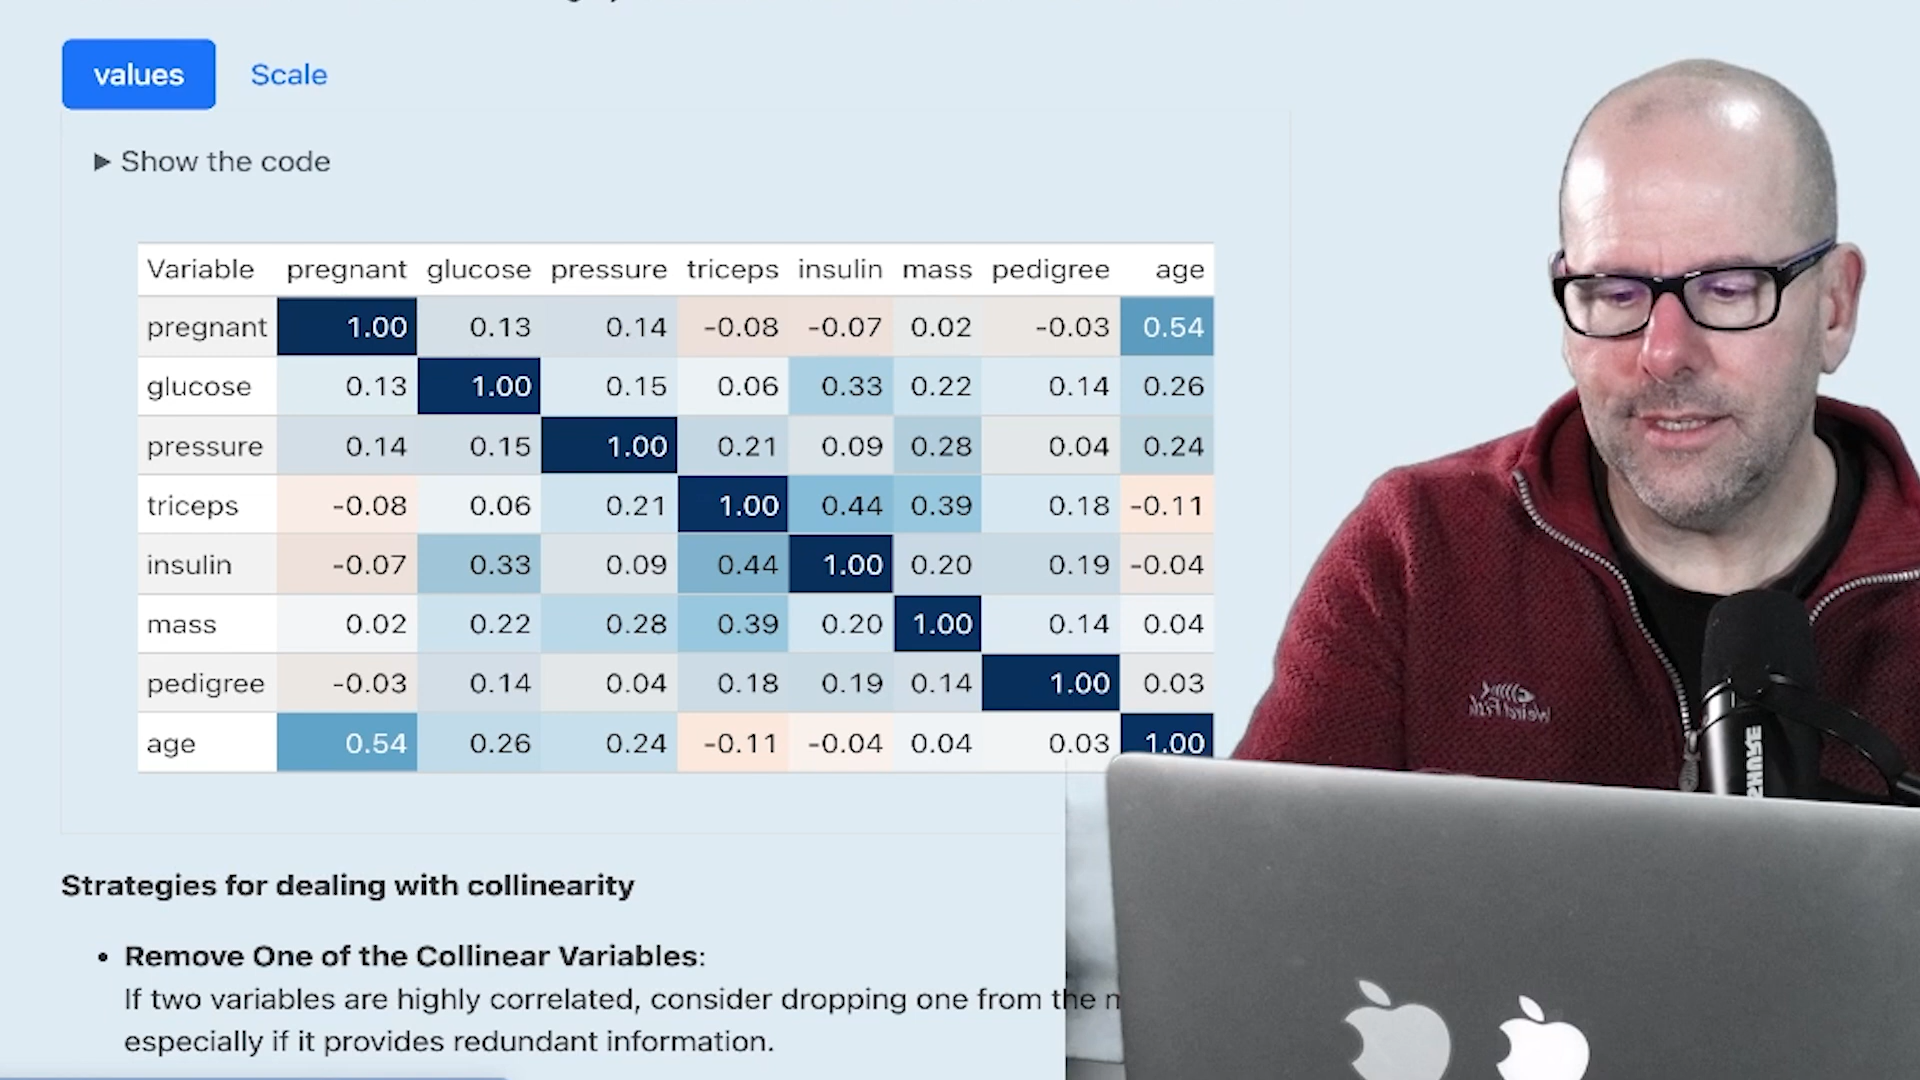 values Scale
Show the code
Variable pregnant glucose pressure triceps insulin mass pedigree age
pregnant 1.00 0.13 0.14 -0.08 -0.07 0.02 -0.03 0.54
glucose 0.13 1.00 0.15 0.06 0.33 0.22 0.14 0.26
pressure 0.14 0.15 1.00 0.21 0.09 0.28 0.04 0.24
triceps -0.08 0.06 0.21 1.00 0.44 0.39 0.18 -0.11
insulin -0.07 0.33 0.09 0.44 1.00 0.20 0.19 -0.04
mass 0.02 0.22 0.28 0.39 0.20 1.00 0.14 0.04
pedigree -0.03 0.14 0.04 0.18 0.19 0.14 1.00 0.03
age 0.54 0.26 0.24 -0.11 -0.04 0.04 0.03 1.00
Strategies for dealing with collinearity
• Remove One of the Collinear Variables:
If two variables are highly correlated, consider dropping one from the
especially if it provides redundant information.
Weird Fish
SHURE